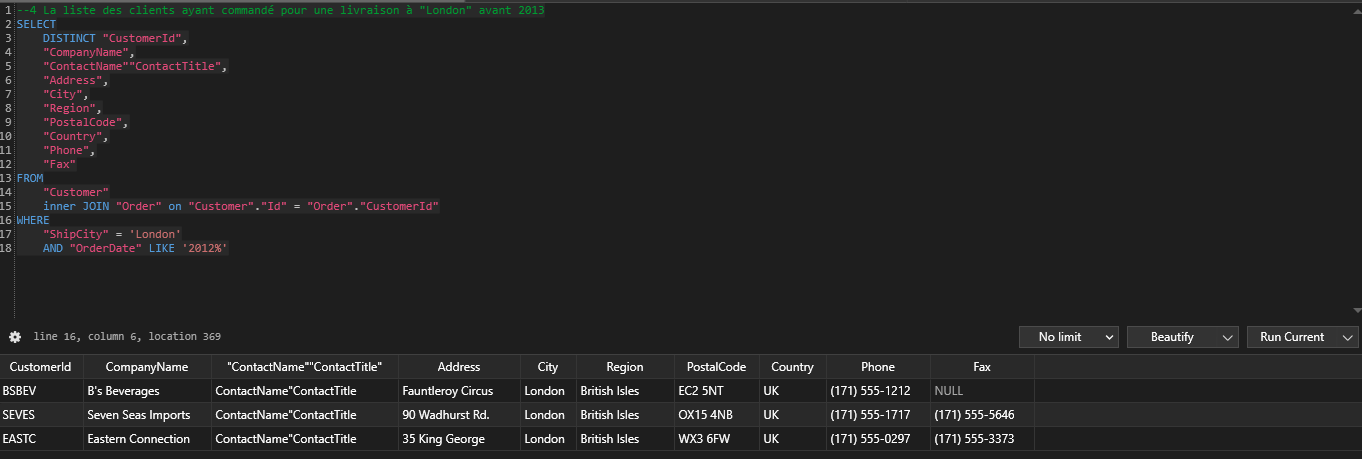 1 --4 La liste des clients ayant commandé pour une livraison à "London" avant 2013
2 SELECT
3 DISTINCT "CustomerId",
4 "CompanyName",
5 "ContactName""ContactTitle",
6 "Address",
7 "City",
8 "Region",
9 "PostalCode",
10 "Country",
11 "Phone",
12 "Fax"
13 FROM
14 "Customer"
15 inner JOIN "Order" on "Customer"."Id" = "Order"."CustomerId"
16 WHERE
17 "ShipCity" = 'London'
18 AND "OrderDate" LIKE '2012%'
line 16, column 6, location 369 No limit Beautify Run Current
CustomerId CompanyName "ContactName""ContactTitle" Address City Region PostalCode Country Phone Fax
BSBEV B's Beverages ContactName"ContactTitle Fauntleroy Circus London British Isles EC2 5NT UK (171) 555-1212 NULL
SEVES Seven Seas Imports ContactName"ContactTitle 90 Wadhurst Rd. London British Isles OX15 4NB UK (171) 555-1717 (171) 555-5646
EASTC Eastern Connection ContactName"ContactTitle 35 King George London British Isles WX3 6FW UK (171) 555-0297 (171) 555-3373